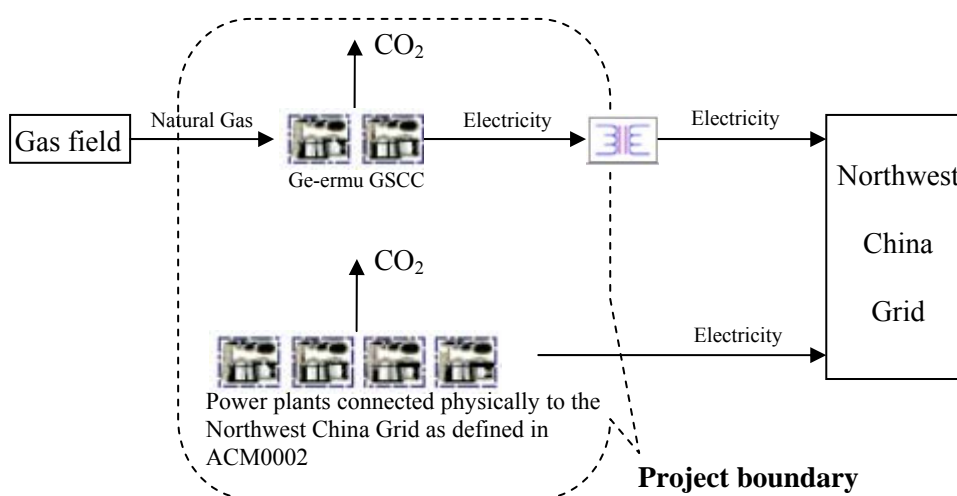 CO₂
Natural Gas
Electricity
Electricity
Gas field
Ge-ermu GSCC
Northwest
China
Grid
CO₂
Electricity
Power plants connected physically to the
Northwest China Grid as defined in
ACM0002
Project boundary